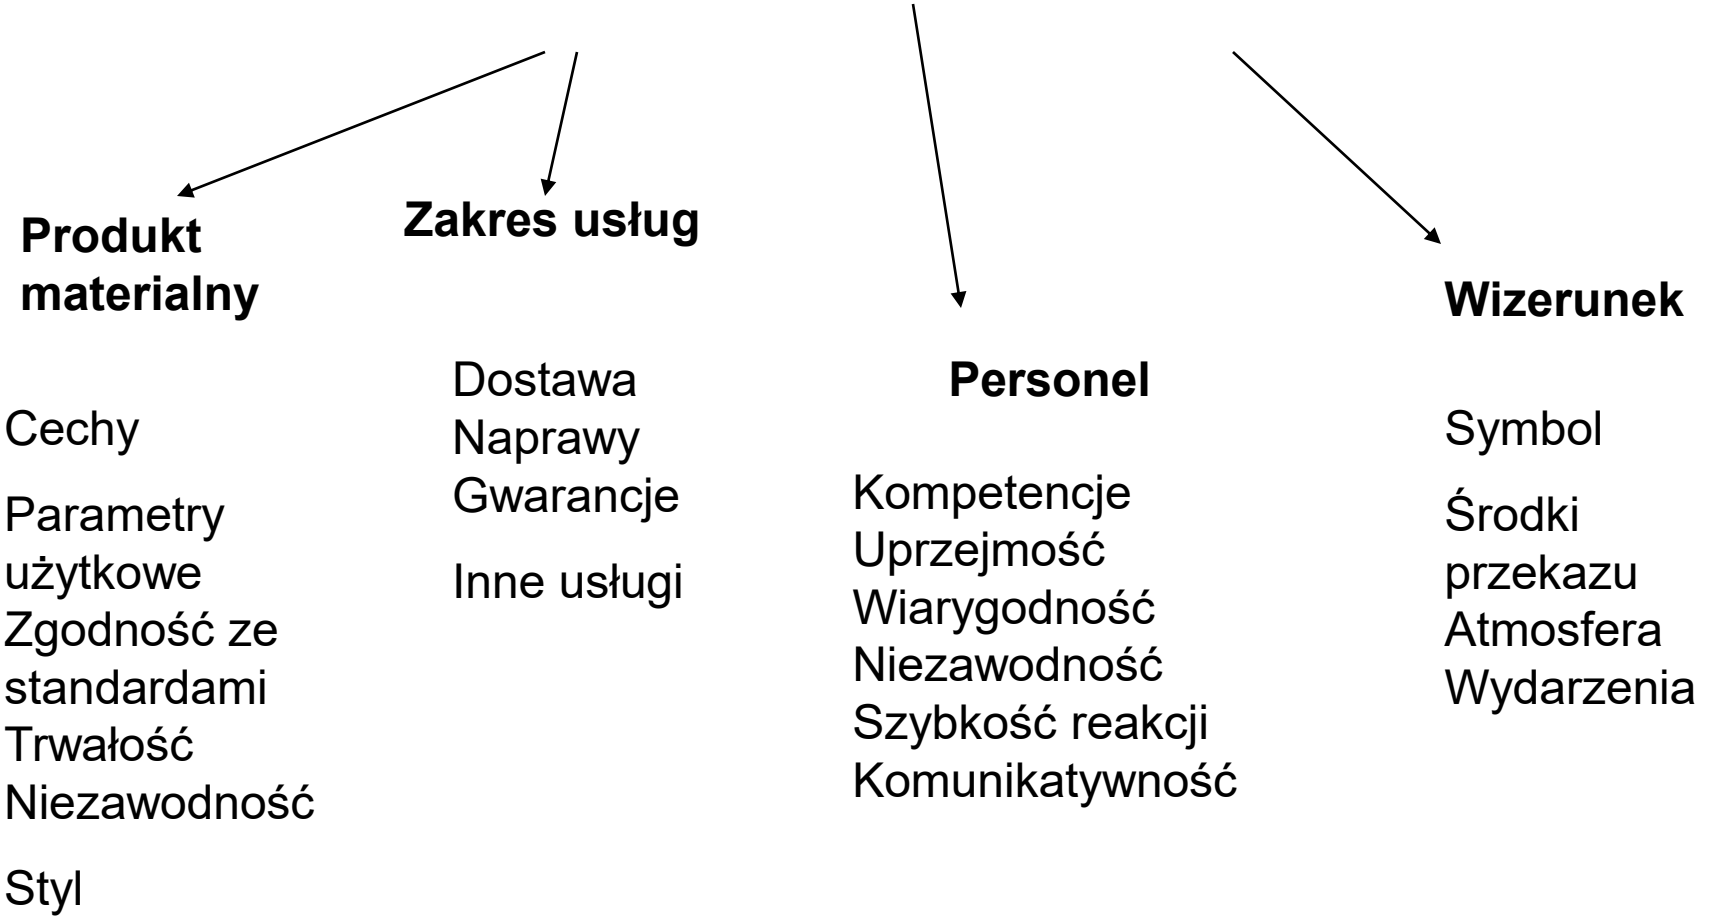 Produkt
materialny
Cechy
Parametry
użytkowe
Zgodność ze
standardami
Trwałość
Niezawodność
Styl
Zakres usług
Dostawa
Naprawy
Gwarancje
Inne usługi
Personel
Kompetencje
Uprzejmość
Wiarygodność
Niezawodność
Szybkość reakcji
Komunikatywność
Wizerunek
Symbol
Środki
przekazu
Atmosfera
Wydarzenia